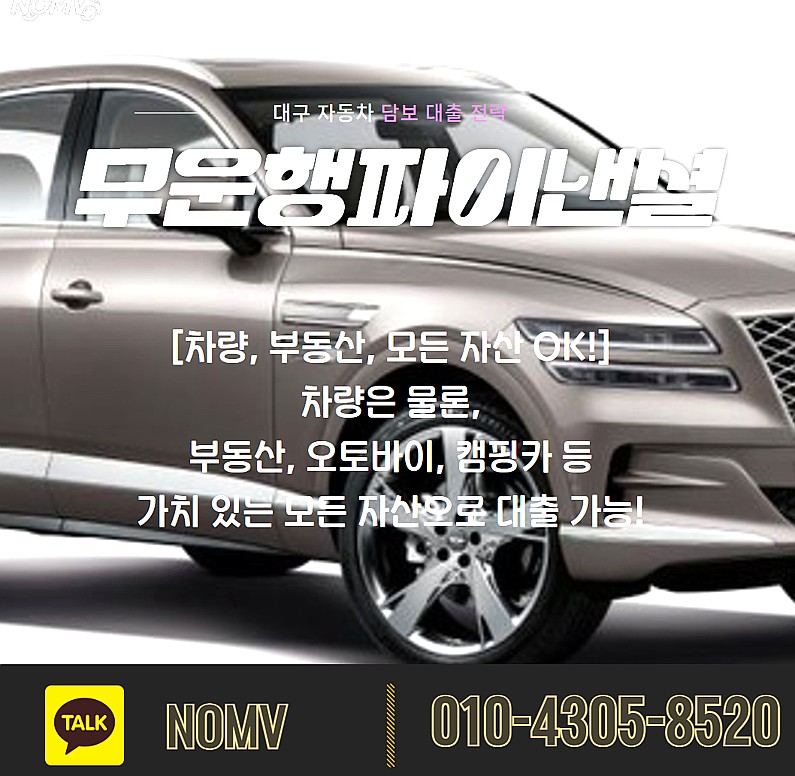 NOMV
대구 자동차 담보 대출 전략
무운행파이낸셜
[차량, 부동산, 모든 자산 OK!]
차량은 물론,
부동산, 오토바이, 캠핑카 등
가치 있는 모든 자산으로 대출 가능!
TALK
NOMV
010-4305-8520